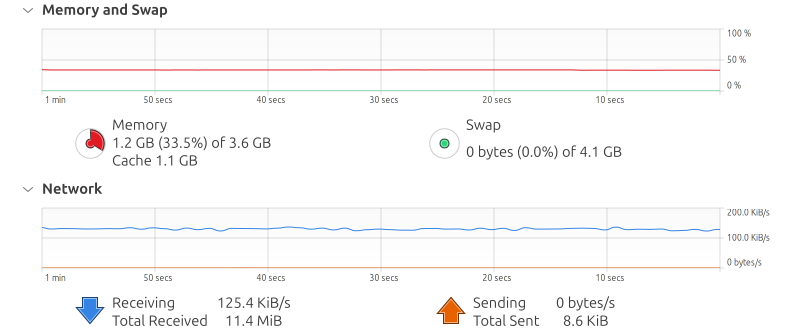 Memory and Swap
100 %
50 %
0 %
1 min 50 secs 40 secs 30 secs 20 secs 10 secs
Memory
1.2 GB (33.5%) of 3.6 GB
Cache 1.1 GB
Swap
0 bytes (0.0%) of 4.1 GB
Network
200.0 KiB/s
100.0 KiB/s
0 bytes/s
1 min 50 secs 40 secs 30 secs 20 secs 10 secs
Receiving 125.4 KiB/s
Total Received 11.4 MiB
Sending 0 bytes/s
Total Sent 8.6 KiB